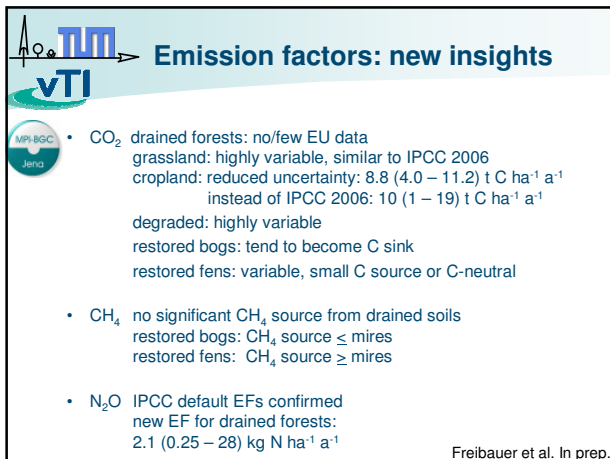 TUM
Emission factors: new insights
vTI
MPI-BGC
Jena
• CO₂ drained forests: no/few EU data
grassland: highly variable, similar to IPCC 2006
cropland: reduced uncertainty: 8.8 (4.0 – 11.2) t C ha⁻¹ a⁻¹
instead of IPCC 2006: 10 (1 – 19) t C ha⁻¹ a⁻¹
degraded: highly variable
restored bogs: tend to become C sink
restored fens: variable, small C source or C-neutral
• CH₄ no significant CH₄ source from drained soils
restored bogs: CH₄ source ≤ mires
restored fens: CH₄ source ≥ mires
• N₂O IPCC default EFs confirmed
new EF for drained forests:
2.1 (0.25 – 28) kg N ha⁻¹ a⁻¹
Freibauer et al. In prep.